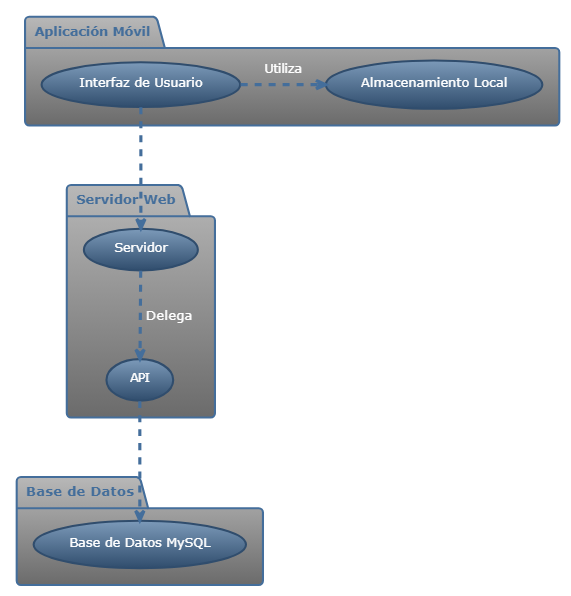 Aplicación Móvil
Interfaz de Usuario
Utiliza
Almacenamiento Local
Servidor Web
Servidor
Delega
API
Base de Datos
Base de Datos MySQL